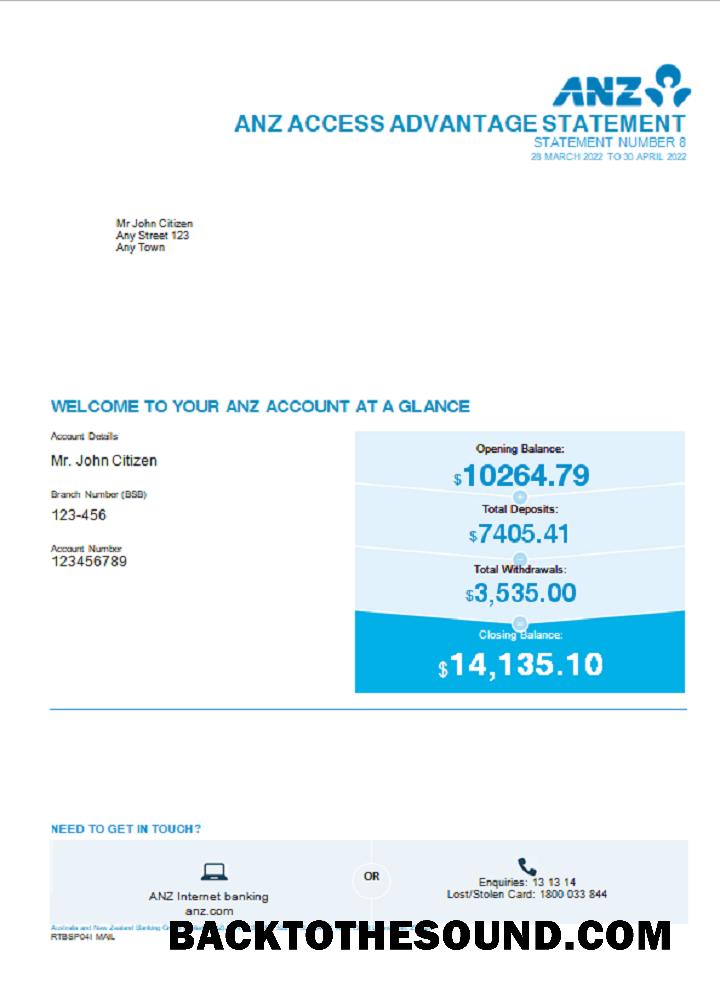 ANZ
ANZ ACCESS ADVANTAGE STATEMENT
STATEMENT NUMBER 8
28 MARCH 2022 TO 30 APRIL 2022
Mr John Citizen
Any Street 123
Any Town
WELCOME TO YOUR ANZ ACCOUNT AT A GLANCE
Account Details
Mr. John Citizen
Branch Number (BSB)
123-456
Account Number
123456789
Opening Balance:
$10264.79
+
Total Deposits:
$7405.41
-
Total Withdrawals:
$3,535.00
=
Closing Balance:
$14,135.10
NEED TO GET IN TOUCH?
ANZ Internet banking
anz.com
OR
Enquiries: 13 13 14
Lost/Stolen Card: 1800 033 844
Australia and New Zealand Banking
RTBSP041 MAIL
BACKTOTHESOUND.COM